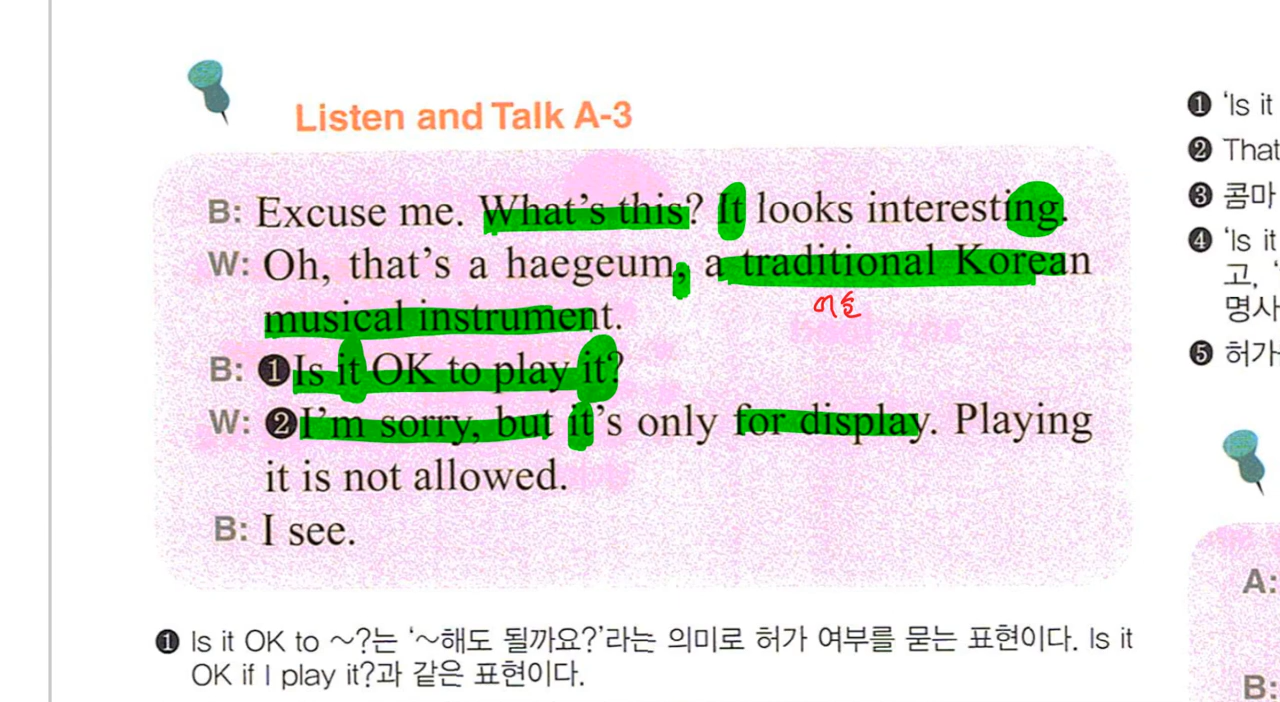 Listen and Talk A-3
B: Excuse me. What's this? It looks interesting.
W: Oh, that's a haegeum, a traditional Korean
musical instrument.
B: ❶Is it OK to play it?
W: ❷I'm sorry, but it's only for display. Playing
it is not allowed.
B: I see.
❶ Is it OK to ~?는 '~해도 될까요?'라는 의미로 허가 여부를 묻는 표현이다. Is it
OK if I play it?과 같은 표현이다.
❶ 'Is it
❷ That
❸ 콤마
❹ 'Is it
고, '
명사
❺ 허가
A:
B: